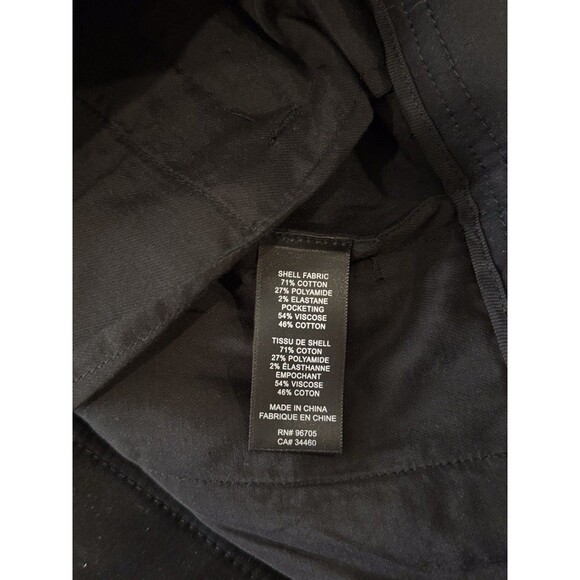 SHELL FABRIC
71% COTTON
27% POLYAMIDE
2% ELASTANE
POCKETING
54% VISCOSE
46% COTTON
TISSU DE SHELL
71% COTON
27% POLYAMIDE
2% ÉLASTHANNE
EMPOCHANT
54% VISCOSE
46% COTON
MADE IN CHINA
FABRIQUE EN CHINE
RN# 96705
CA# 34460